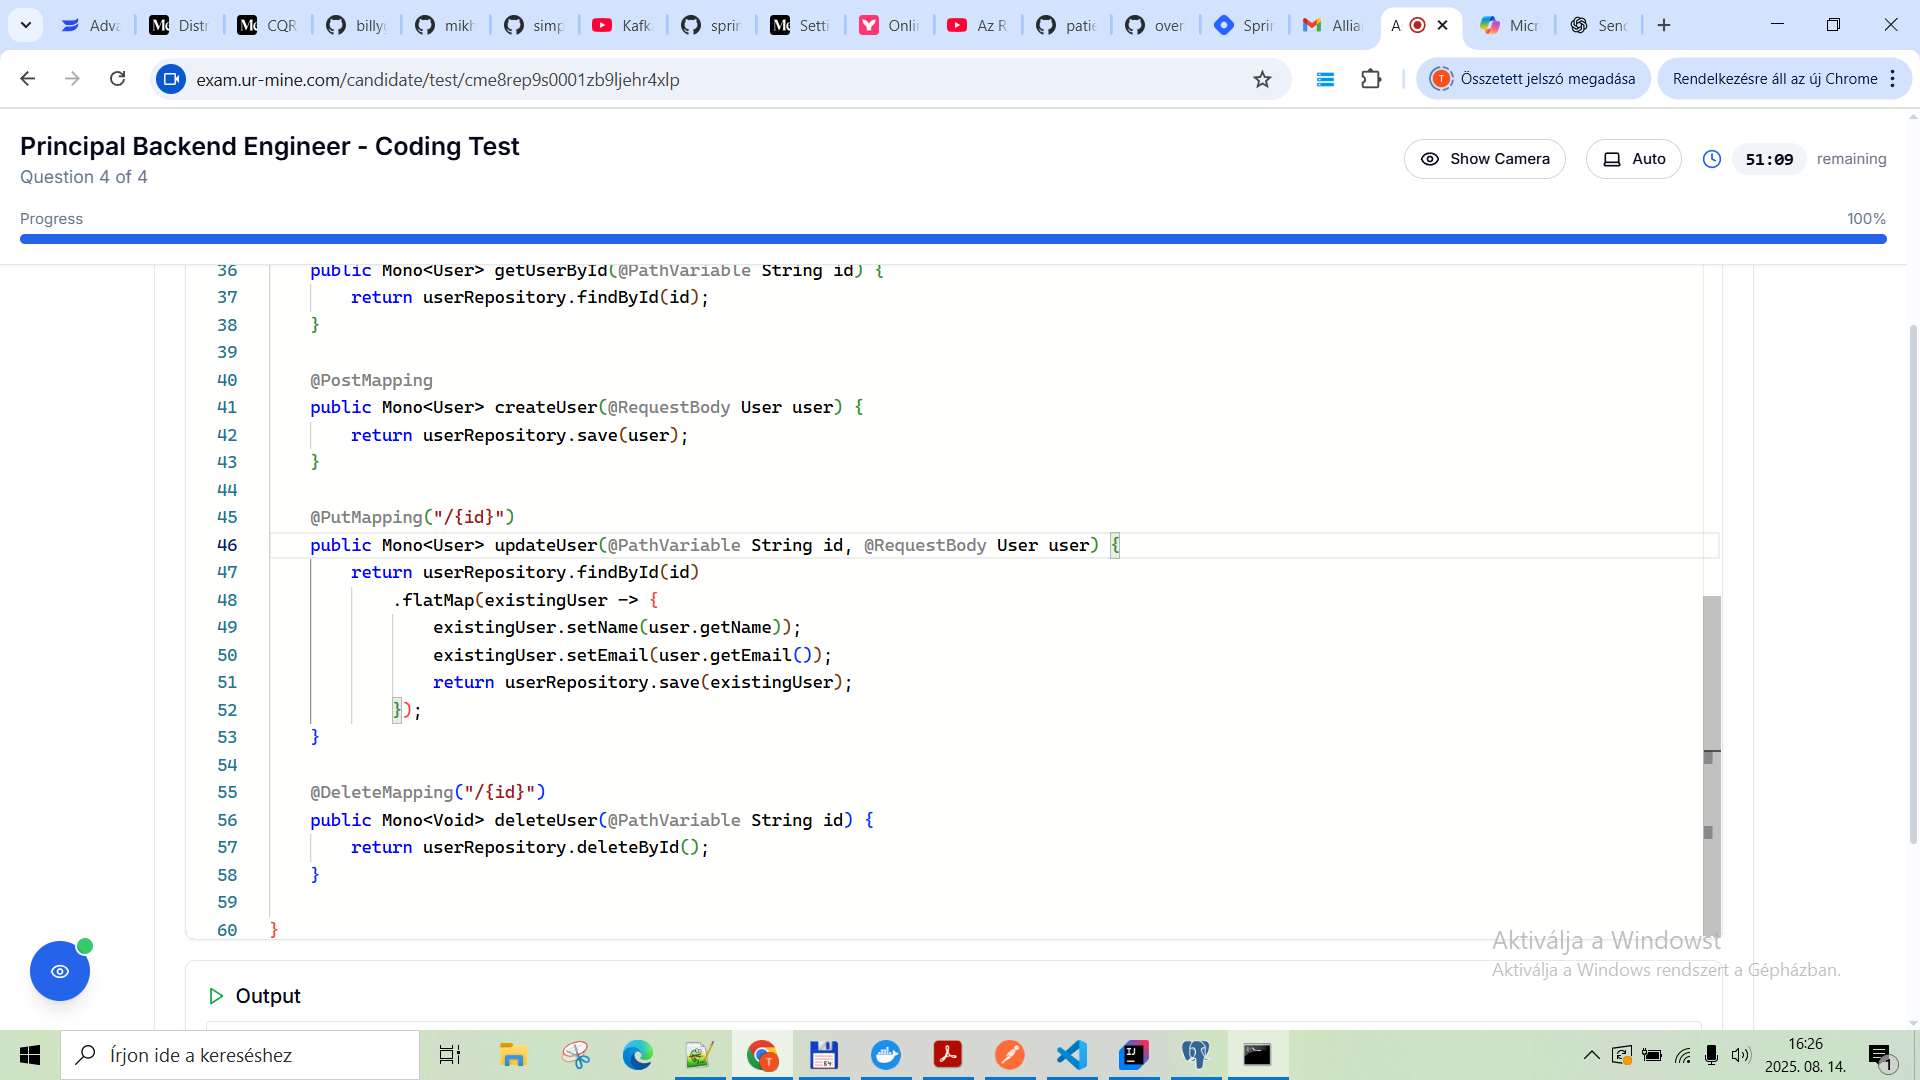 Adva
Distr
CQR
billy
mikh
simp
Kafk
sprin
Setti
Onlin
Az R
patie
over
Sprin
Allia
A
Micr
Send
exam.ur-mine.com/candidate/test/cme8rep9s0001zb9ljehr4xlp
T
Összetett jelszó megadása
Rendelkezésre áll az új Chrome
Principal Backend Engineer - Coding Test
Question 4 of 4
Show Camera
Auto
51:09 remaining
Progress
100%
36 public Mono<User> getUserById(@PathVariable String id) {
37 return userRepository.findById(id);
38 }
39
40 @PostMapping
41 public Mono<User> createUser(@RequestBody User user) {
42 return userRepository.save(user);
43 }
44
45 @PutMapping("/{id}")
46 public Mono<User> updateUser(@PathVariable String id, @RequestBody User user) {
47 return userRepository.findById(id)
48 .flatMap(existingUser -> {
49 existingUser.setName(user.getName));
50 existingUser.setEmail(user.getEmail());
51 return userRepository.save(existingUser);
52 });
53 }
54
55 @DeleteMapping("/{id}")
56 public Mono<Void> deleteUser(@PathVariable String id) {
57 return userRepository.deleteById();
58 }
59
60 }
Aktiválja a Windowst
Aktiválja a Windows rendszert a Gépházban.
Output
Írjon ide a kereséshez
16:26
2025. 08. 14.
1